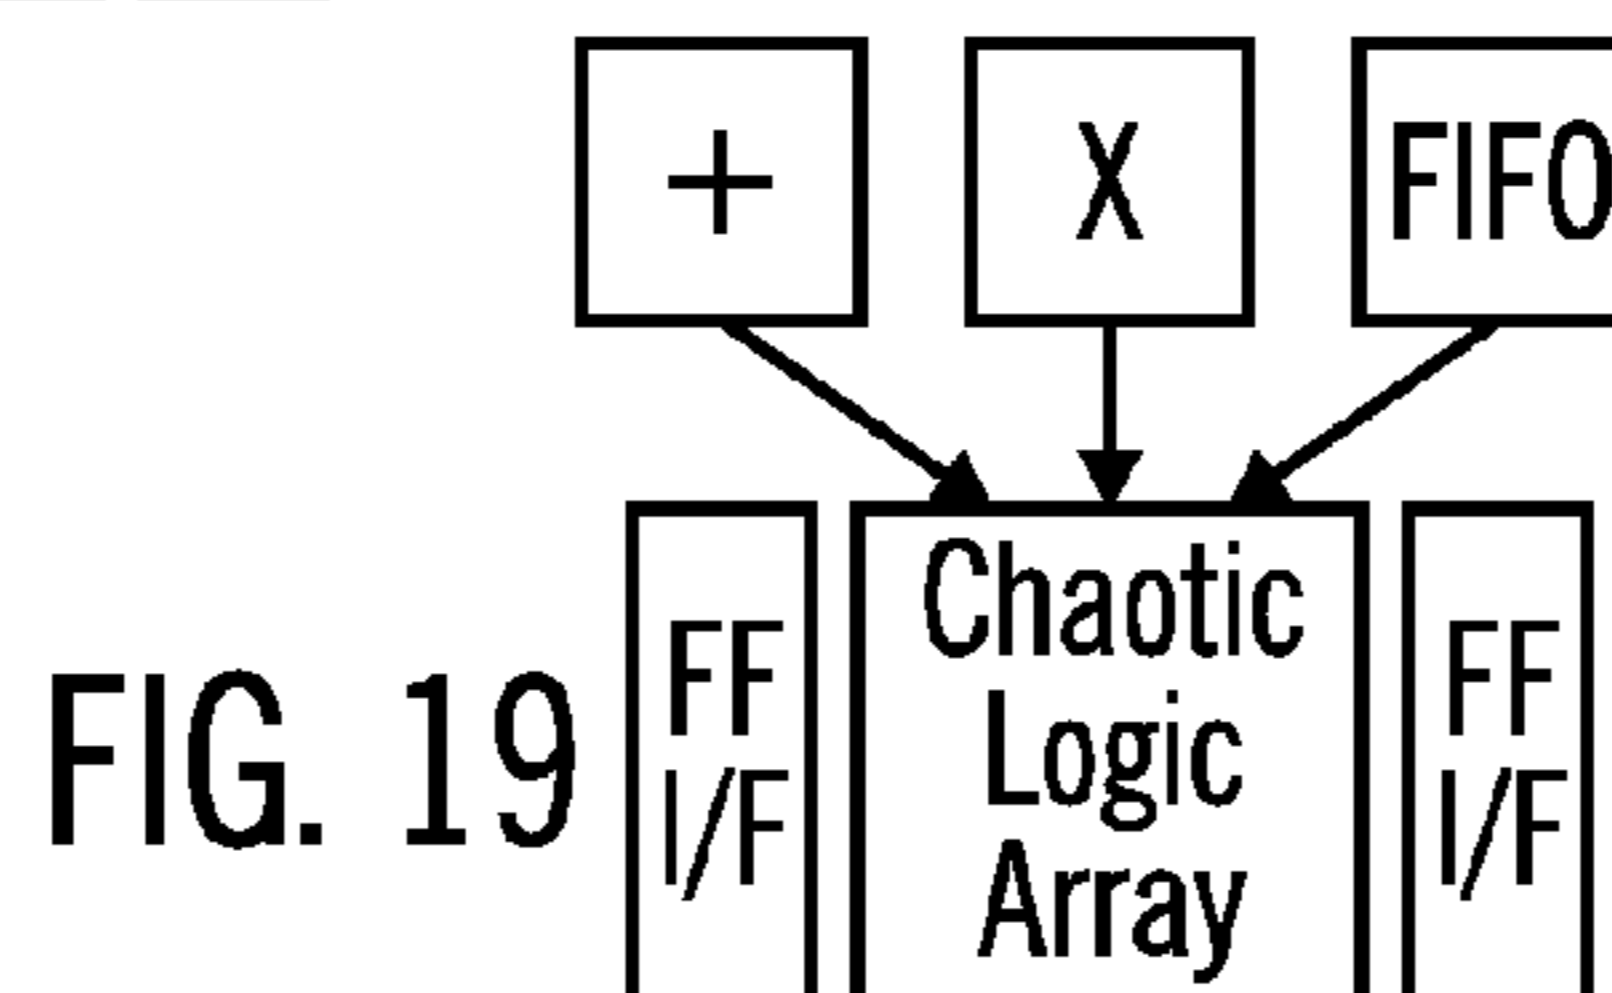 +
X
FIFO
Chaotic
Logic
Array
FF
I/F
FF
I/F
FIG. 19